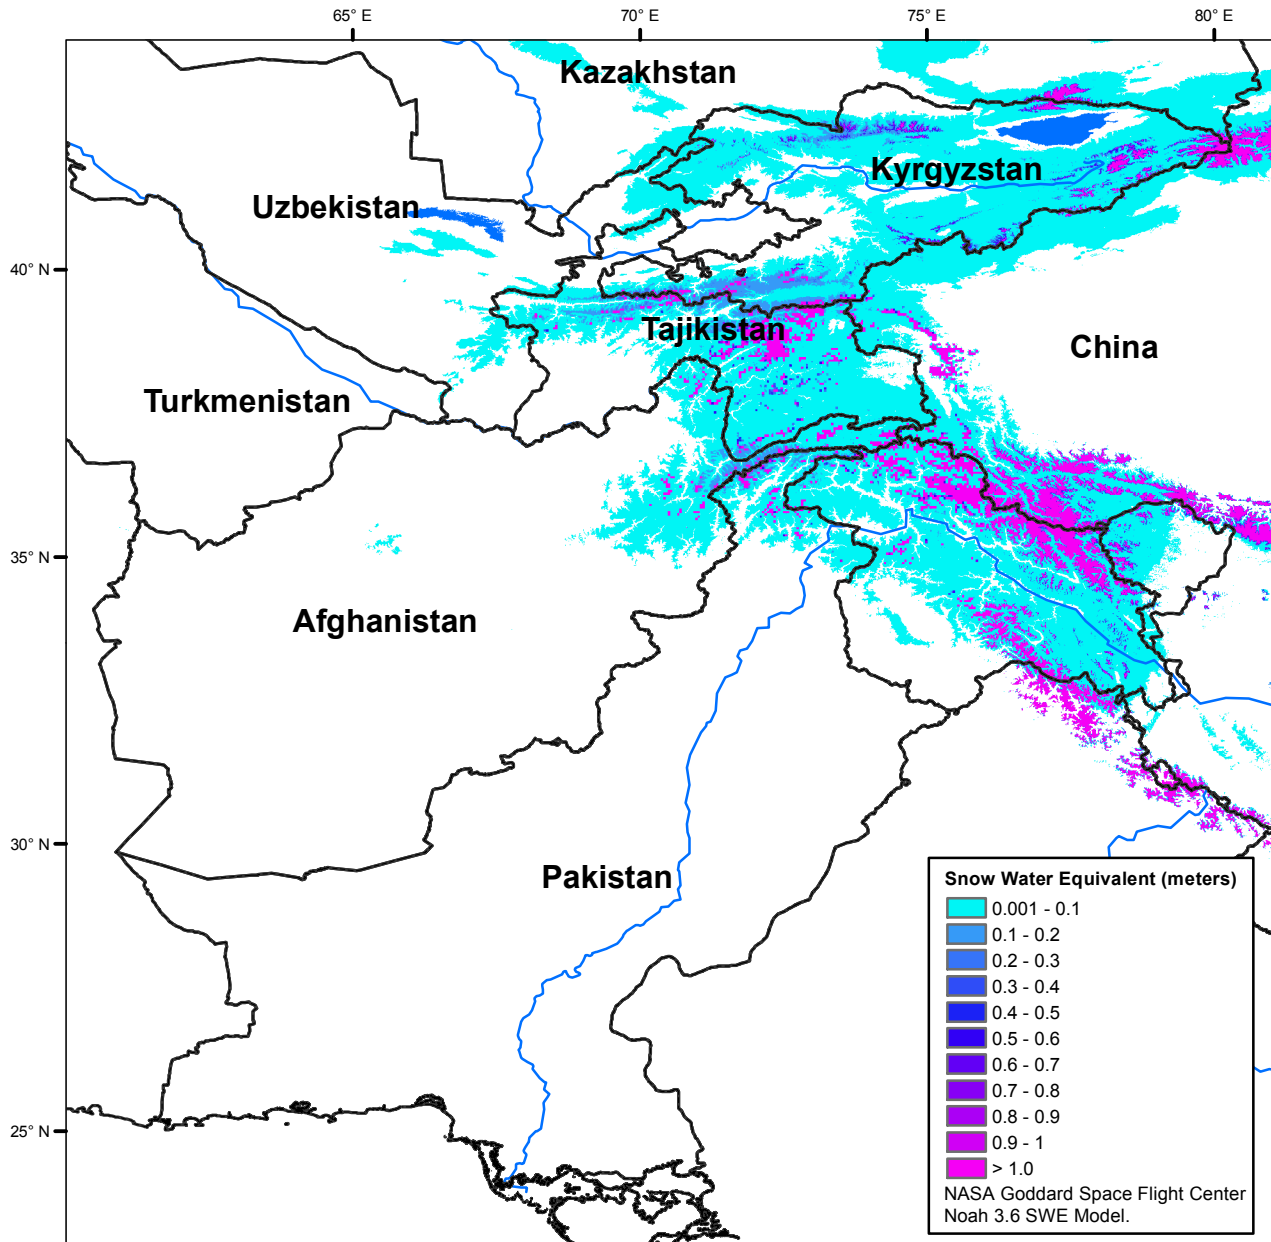 65° E
70° E
75° E
80° E
Kazakhstan
Kyrgyzstan
Uzbekistan
40° N
Tajikistan
China
Turkmenistan
35° N
Afghanistan
30° N
Pakistan
25° N
Snow Water Equivalent (meters)
0.001 - 0.1
0.1 - 0.2
0.2 - 0.3
0.3 - 0.4
0.4 - 0.5
0.5 - 0.6
0.6 - 0.7
0.7 - 0.8
0.8 - 0.9
0.9 - 1
> 1.0
NASA Goddard Space Flight Center
Noah 3.6 SWE Model.